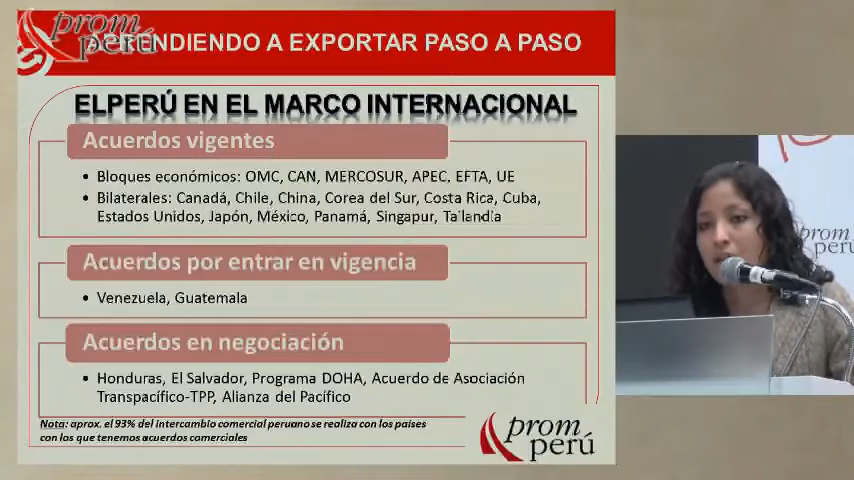 prom
perú
APRENDIENDO A EXPORTAR PASO A PASO
ELPERÚ EN EL MARCO INTERNACIONAL
Acuerdos vigentes
• Bloques económicos: OMC, CAN, MERCOSUR, APEC, EFTA, UE
• Bilaterales: Canadá, Chile, China, Corea del Sur, Costa Rica, Cuba,
Estados Unidos, Japón, México, Panamá, Singapur, Tailandia
Acuerdos por entrar en vigencia
• Venezuela, Guatemala
Acuerdos en negociación
• Honduras, El Salvador, Programa DOHA, Acuerdo de Asociación
Transpacífico-TPP, Alianza del Pacífico
Nota: aprox. el 93% del intercambio comercial peruano se realiza con los países
con los que tenemos acuerdos comerciales
prom
perú
prom
perú